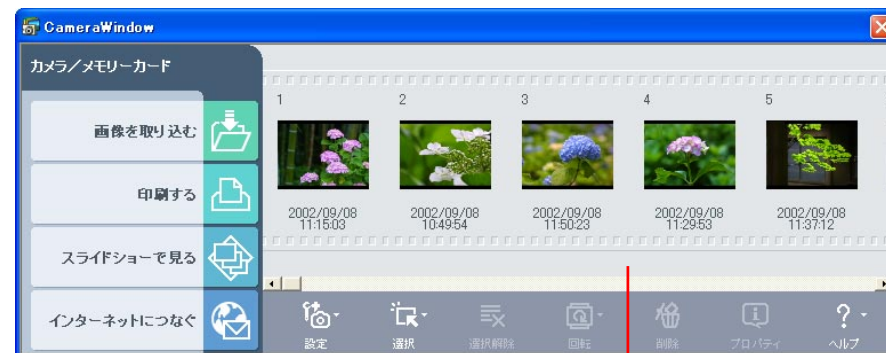 CameraWindow
カメラ／メモリーカード
画像を取り込む
印刷する
スライドショーで見る
インターネットにつなぐ
1 2 3 4 5
2002/09/08 2002/09/08 2002/09/08 2002/09/08 2002/09/08
11:15:03 10:49:54 11:50:23 11:29:53 11:37:12
設定 選択 選択解除 回転 削除 プロパティ ヘルプ